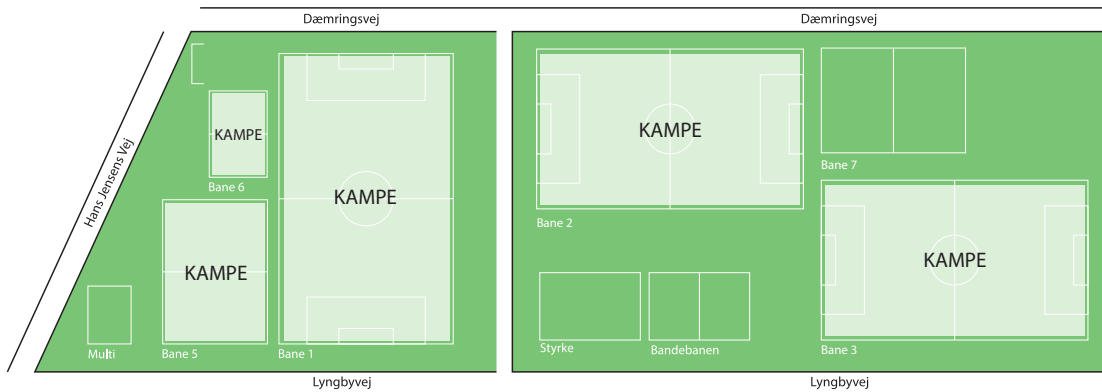 Dæmringsvej
Dæmringsvej
Hans Jensens Vej
KAMPE
Bane 6
KAMPE
KAMPE
Multi
Bane 5
Bane 1
KAMPE
Bane 2
Bane 7
KAMPE
Styrke
Bandebanen
Bane 3
Lyngbyvej
Lyngbyvej